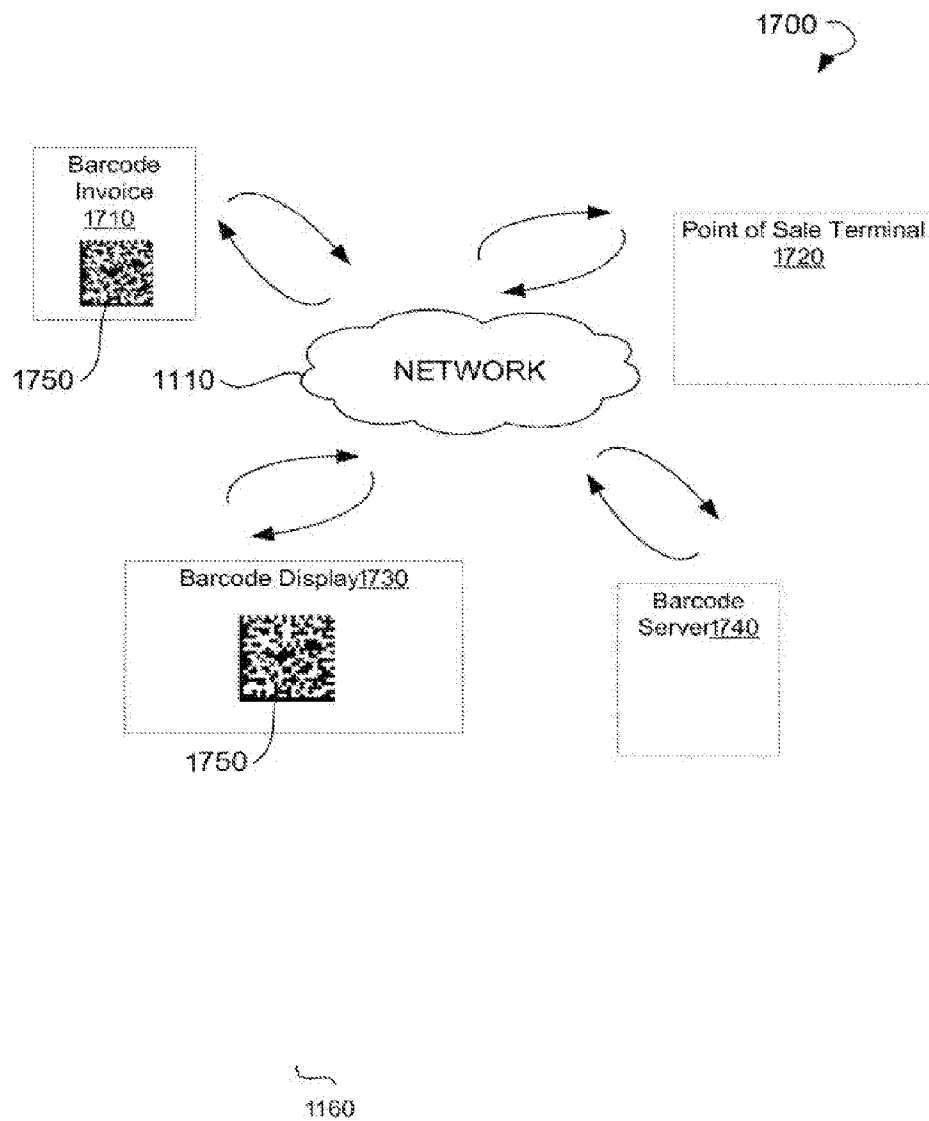 1700
Barcode
Invoice
1710
Point of Sale Terminal
1720
1750
1110
NETWORK
Barcode Display1730
Barcode
Server1740
1750
1160